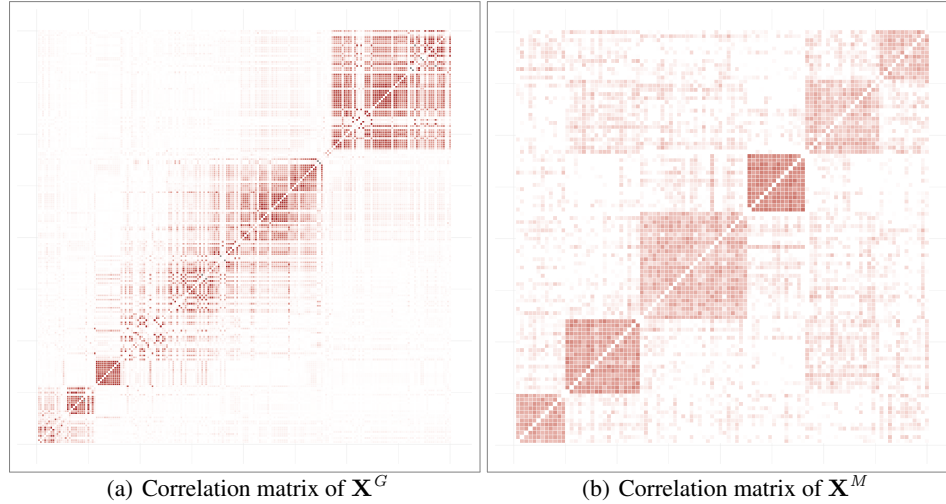 (a) Correlation matrix of X^G
(b) Correlation matrix of X^M